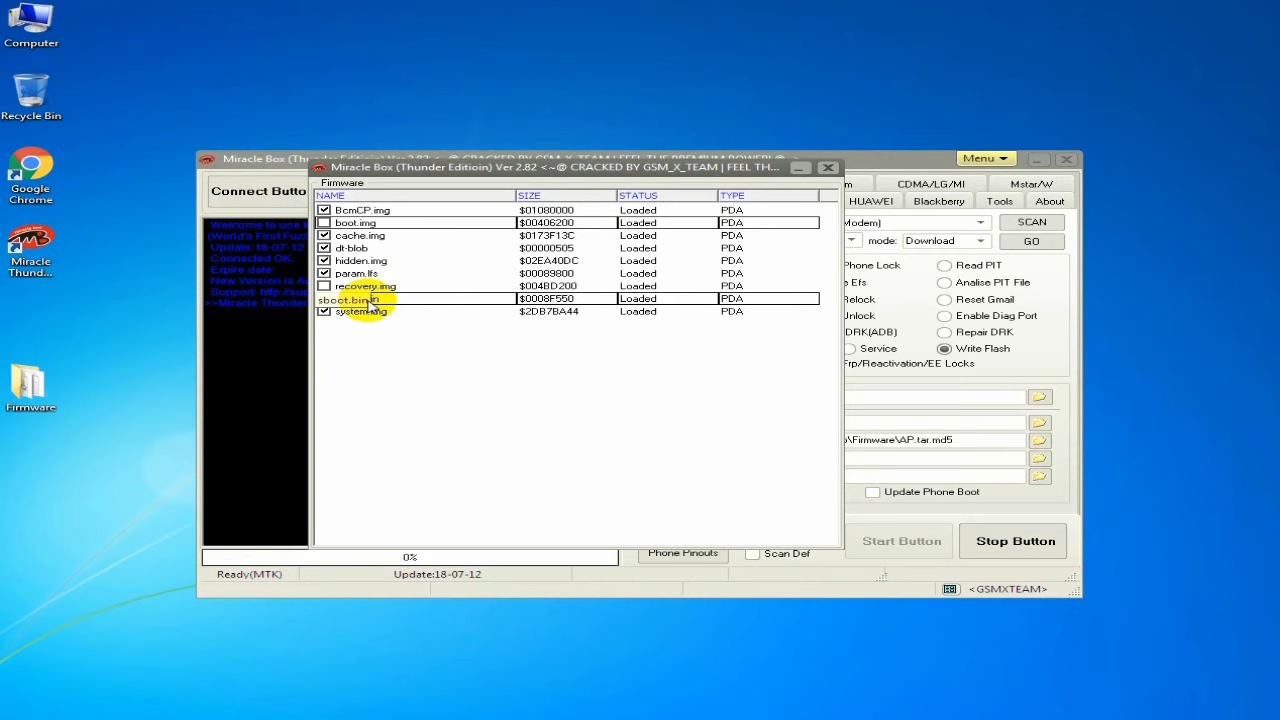 Computer
Recycle Bin
Google
Chrome
Miracle
Thund...
Firmware
Miracle Box (Thunder Editioin) Ver 2.82 <~@ CRACKED BY GSM_X_TEAM | FEEL TH...
Menu
Connect Butto
CDMA/LG/MI
Mstar/W
HUAWEI
Blackberry
Tools
About
SCAN
mode:
Download
GO
Welcome to use
(World's First Fuzz
Update:18-07-12
Connected OK.
Expire date:
New Version is A
Support: http://su
>>Miracle Thunder
Firmware
NAME SIZE STATUS TYPE
BcmCP.img $01080000 Loaded PDA
boot.img $00406200 Loaded PDA
cache.img $0173F13C Loaded PDA
dt-blob $00000505 Loaded PDA
hidden.img $02EA40DC Loaded PDA
param.lfs $00089800 Loaded PDA
recovery.img $004BD200 Loaded PDA
sboot.bin $0008F550 Loaded PDA
system.img $2DB7BA44 Loaded PDA
Phone Lock Read PIT
Efs Analise PIT File
Relock Reset Gmail
Unlock Enable Diag Port
DRK(ADB) Repair DRK
Service Write Flash
Frp/Reactivation/EE Locks
\Firmware\AP.tar.md5
Update Phone Boot
Start Button
Stop Button
0%
Phone Pinouts
Scan Def
Ready(MTK)
Update:18-07-12
<GSMXTEAM>